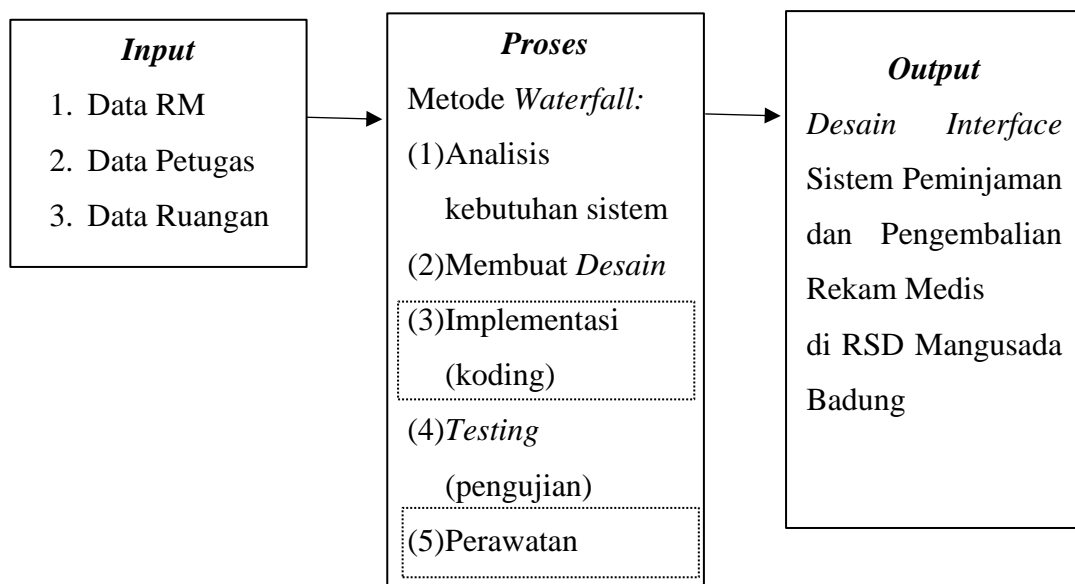 Input
1. Data RM
2. Data Petugas
3. Data Ruangan
Proses
Metode Waterfall:
(1)Analisis
kebutuhan sistem
(2)Membuat Desain
(3)Implementasi
(koding)
(4)Testing
(pengujian)
(5)Perawatan
Output
Desain Interface
Sistem Peminjaman
dan Pengembalian
Rekam Medis
di RSD Mangusada
Badung